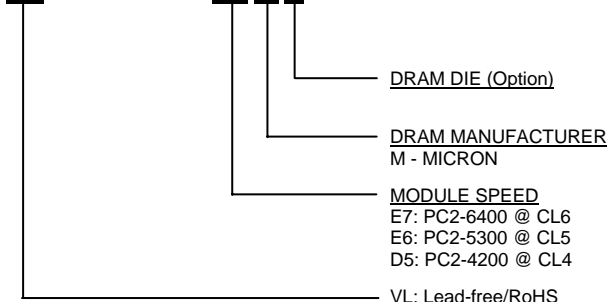 DRAM DIE (Option)
DRAM MANUFACTURER
M - MICRON
MODULE SPEED
E7: PC2-6400 @ CL6
E6: PC2-5300 @ CL5
D5: PC2-4200 @ CL4
VL: Lead-free/RoHS